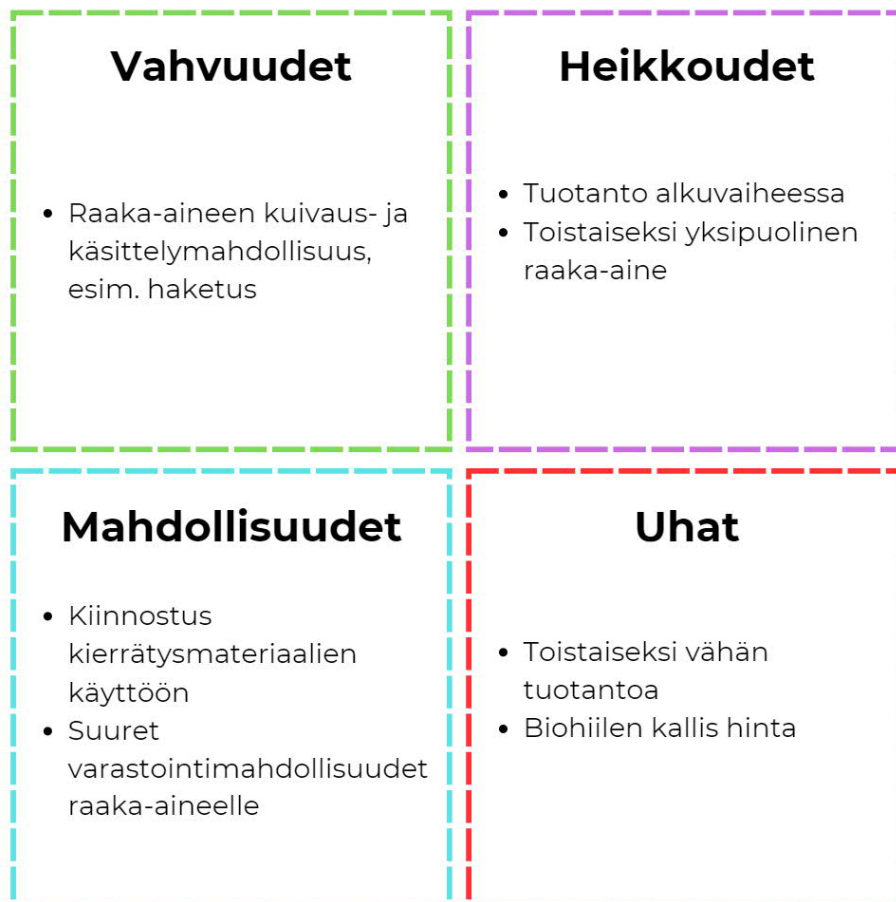 Vahvuudet
• Raaka-aineen kuivaus- ja
käsittelymahdollisuus,
esim. haketus
Heikkoudet
• Tuotanto alkuvaiheessa
• Toistaiseksi yksipuolinen
raaka-aine
Mahdollisuudet
• Kiinnostus
kierrätysmateriaalien
käyttöön
• Suuret
varastointimahdollisuudet
raaka-aineelle
Uhat
• Toistaiseksi vähän
tuotantoa
• Biohiilen kallis hinta